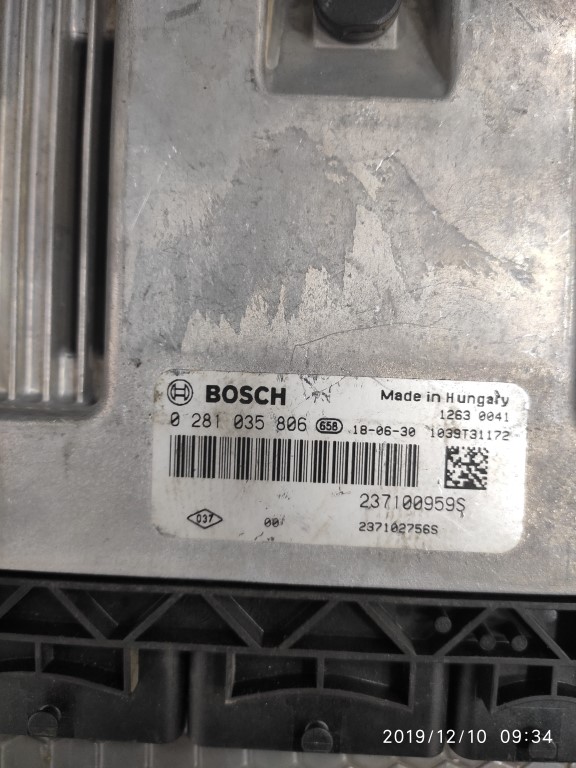 BOSCH Made in Hungary
1263 0041
0 281 035 806 658 18-06-30 1039T31172
237100959S
037 00 237102756S
2019/12/10 09:34